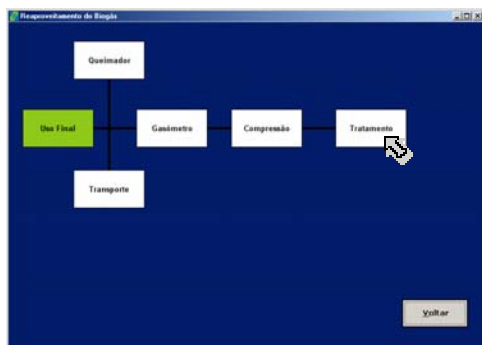 Reaproveitamento do Biogás
Queimador
Uso Final
Gasômetro
Compressão
Tratamento
Transporte
Voltar